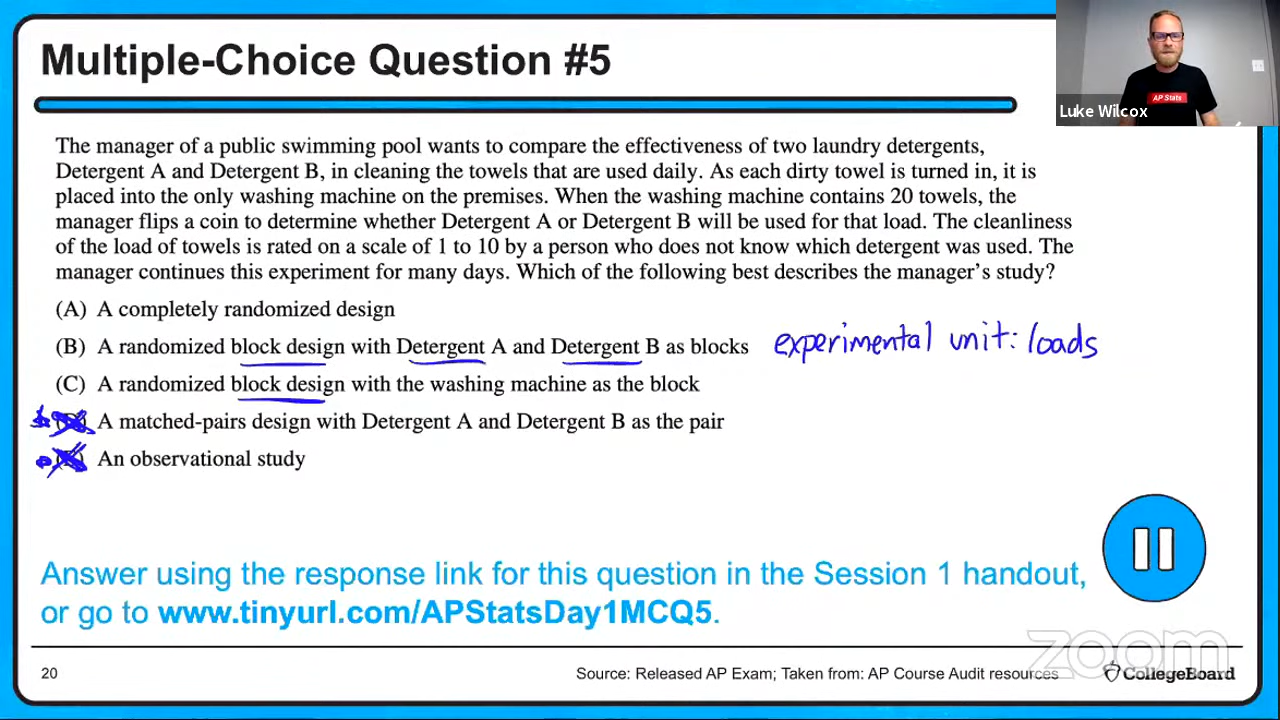 Multiple-Choice Question #5
AP Stats
Luke Wilcox
The manager of a public swimming pool wants to compare the effectiveness of two laundry detergents,
Detergent A and Detergent B, in cleaning the towels that are used daily. As each dirty towel is turned in, it is
placed into the only washing machine on the premises. When the washing machine contains 20 towels, the
manager flips a coin to determine whether Detergent A or Detergent B will be used for that load. The cleanliness
of the load of towels is rated on a scale of 1 to 10 by a person who does not know which detergent was used. The
manager continues this experiment for many days. Which of the following best describes the manager's study?
(A) A completely randomized design
(B) A randomized block design with Detergent A and Detergent B as blocks
experimental unit: loads
(C) A randomized block design with the washing machine as the block
A matched-pairs design with Detergent A and Detergent B as the pair
An observational study
Answer using the response link for this question in the Session 1 handout,
or go to www.tinyurl.com/APStatsDay1MCQ5.
zoom
20
Source: Released AP Exam; Taken from: AP Course Audit resources
CollegeBoard